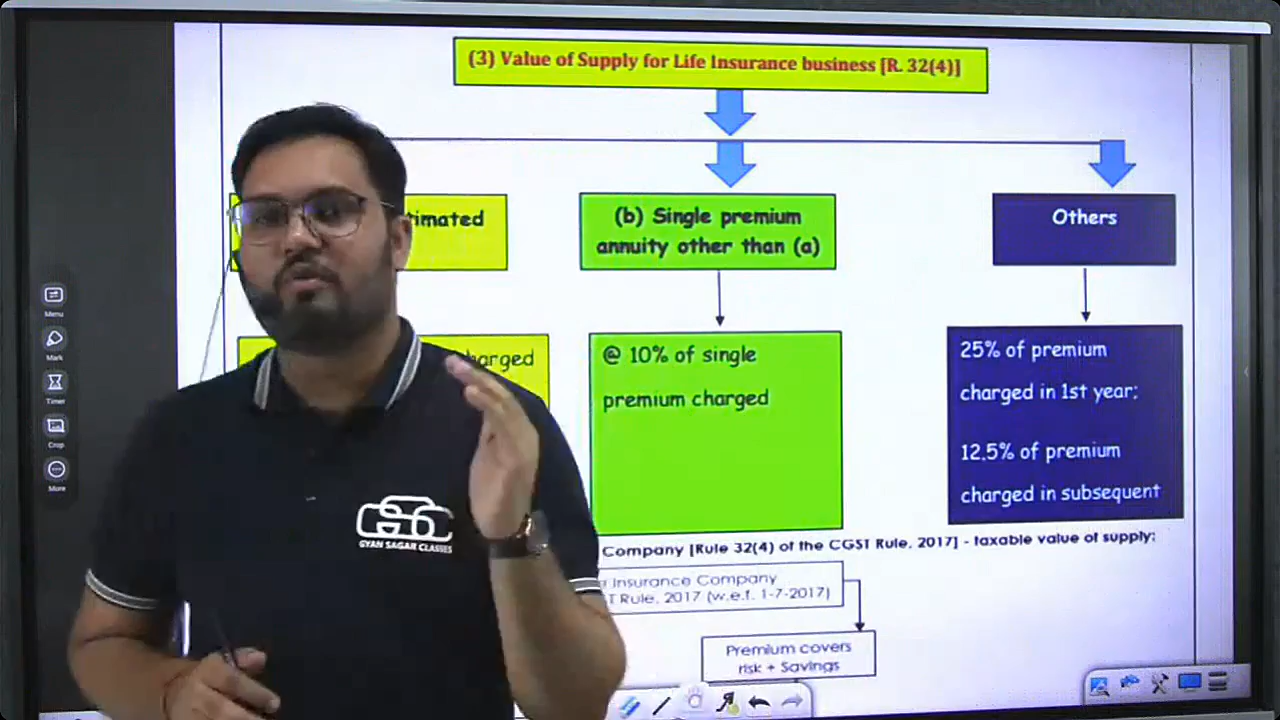 (3) Value of Supply for Life Insurance business [R. 32(4)]
timated
(b) Single premium
annuity other than (a)
Others
harged
@ 10% of single
premium charged
25% of premium
charged in 1st year;
12.5% of premium
charged in subsequent
Company [Rule 32(4) of the CGST Rule, 2017] - taxable value of supply;
Insurance Company
T Rule, 2017 (w.e.f. 1-7-2017)
Premium covers
risk + Savings
Menu
Mark
Timer
Crop
More
GSC
GYAN SAGAR CLASSES